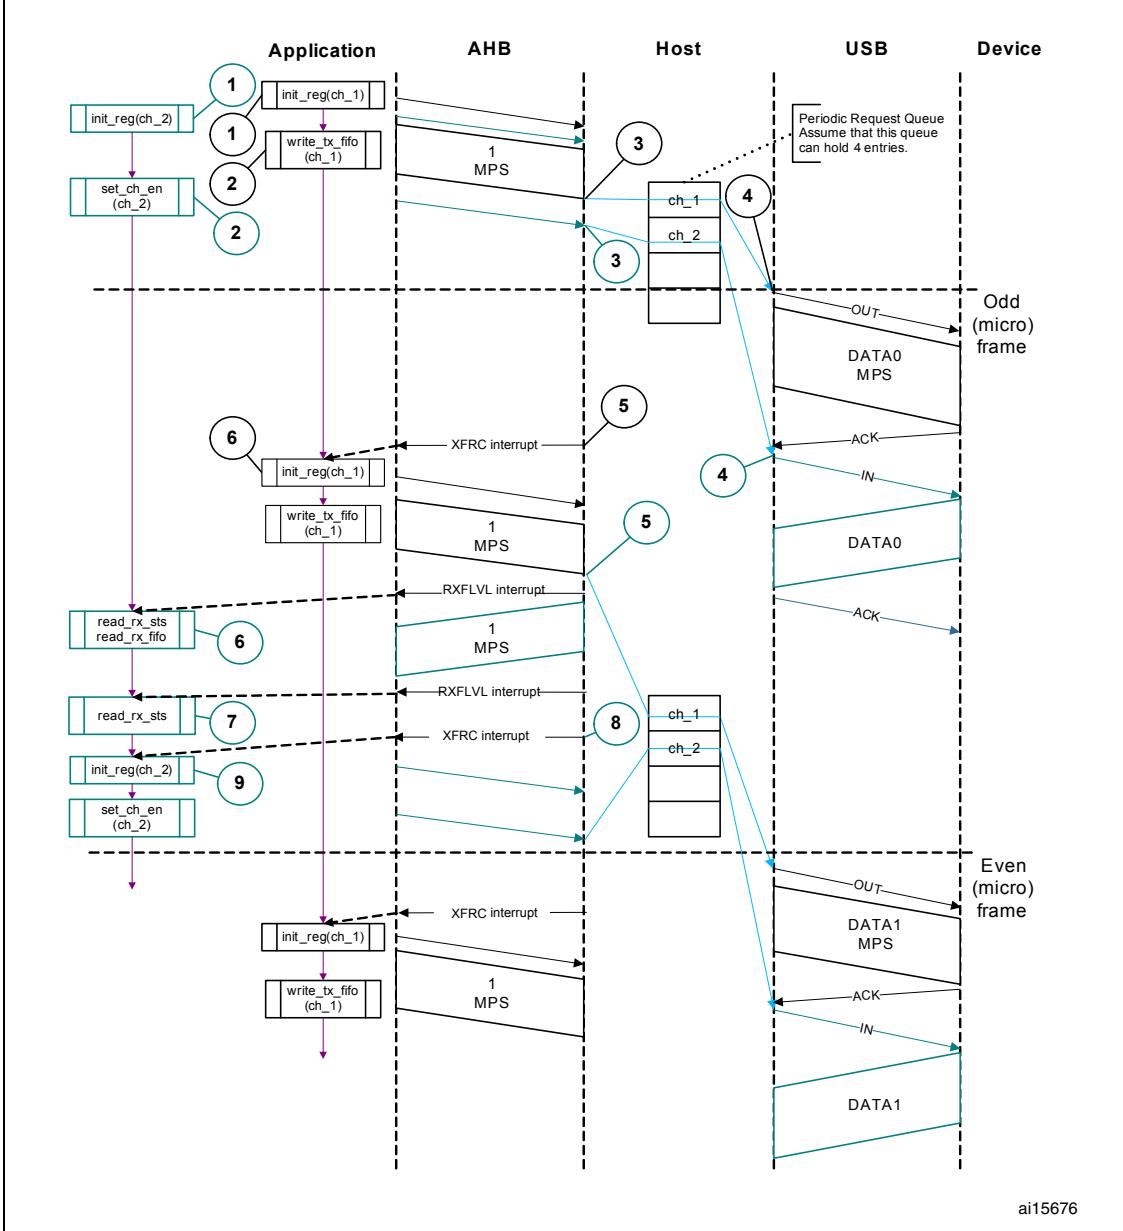 Application AHB Host USB Device
1
init_reg(ch_1)
init_reg(ch_2)
1
Periodic Request Queue
Assume that this queue
can hold 4 entries.
write_tx_fifo
(ch_1)
1
MPS
3
2
set_ch_en
(ch_2)
ch_1
4
2
ch_2
3
Odd
(micro)
frame
OUT
DATA0
MPS
5
6
XFRC interrupt
ACK
init_reg(ch_1)
4
IN
write_tx_fifo
(ch_1)
1
MPS
5
DATA0
RXFLVL interrupt
ACK
read_rx_sts
read_rx_fifo
6
1
MPS
RXFLVL interrupt
read_rx_sts
7
8
ch_1
XFRC interrupt
ch_2
init_reg(ch_2)
9
set_ch_en
(ch_2)
Even
(micro)
frame
OUT
XFRC interrupt
DATA1
MPS
init_reg(ch_1)
write_tx_fifo
(ch_1)
1
MPS
ACK
IN
DATA1
ai15676